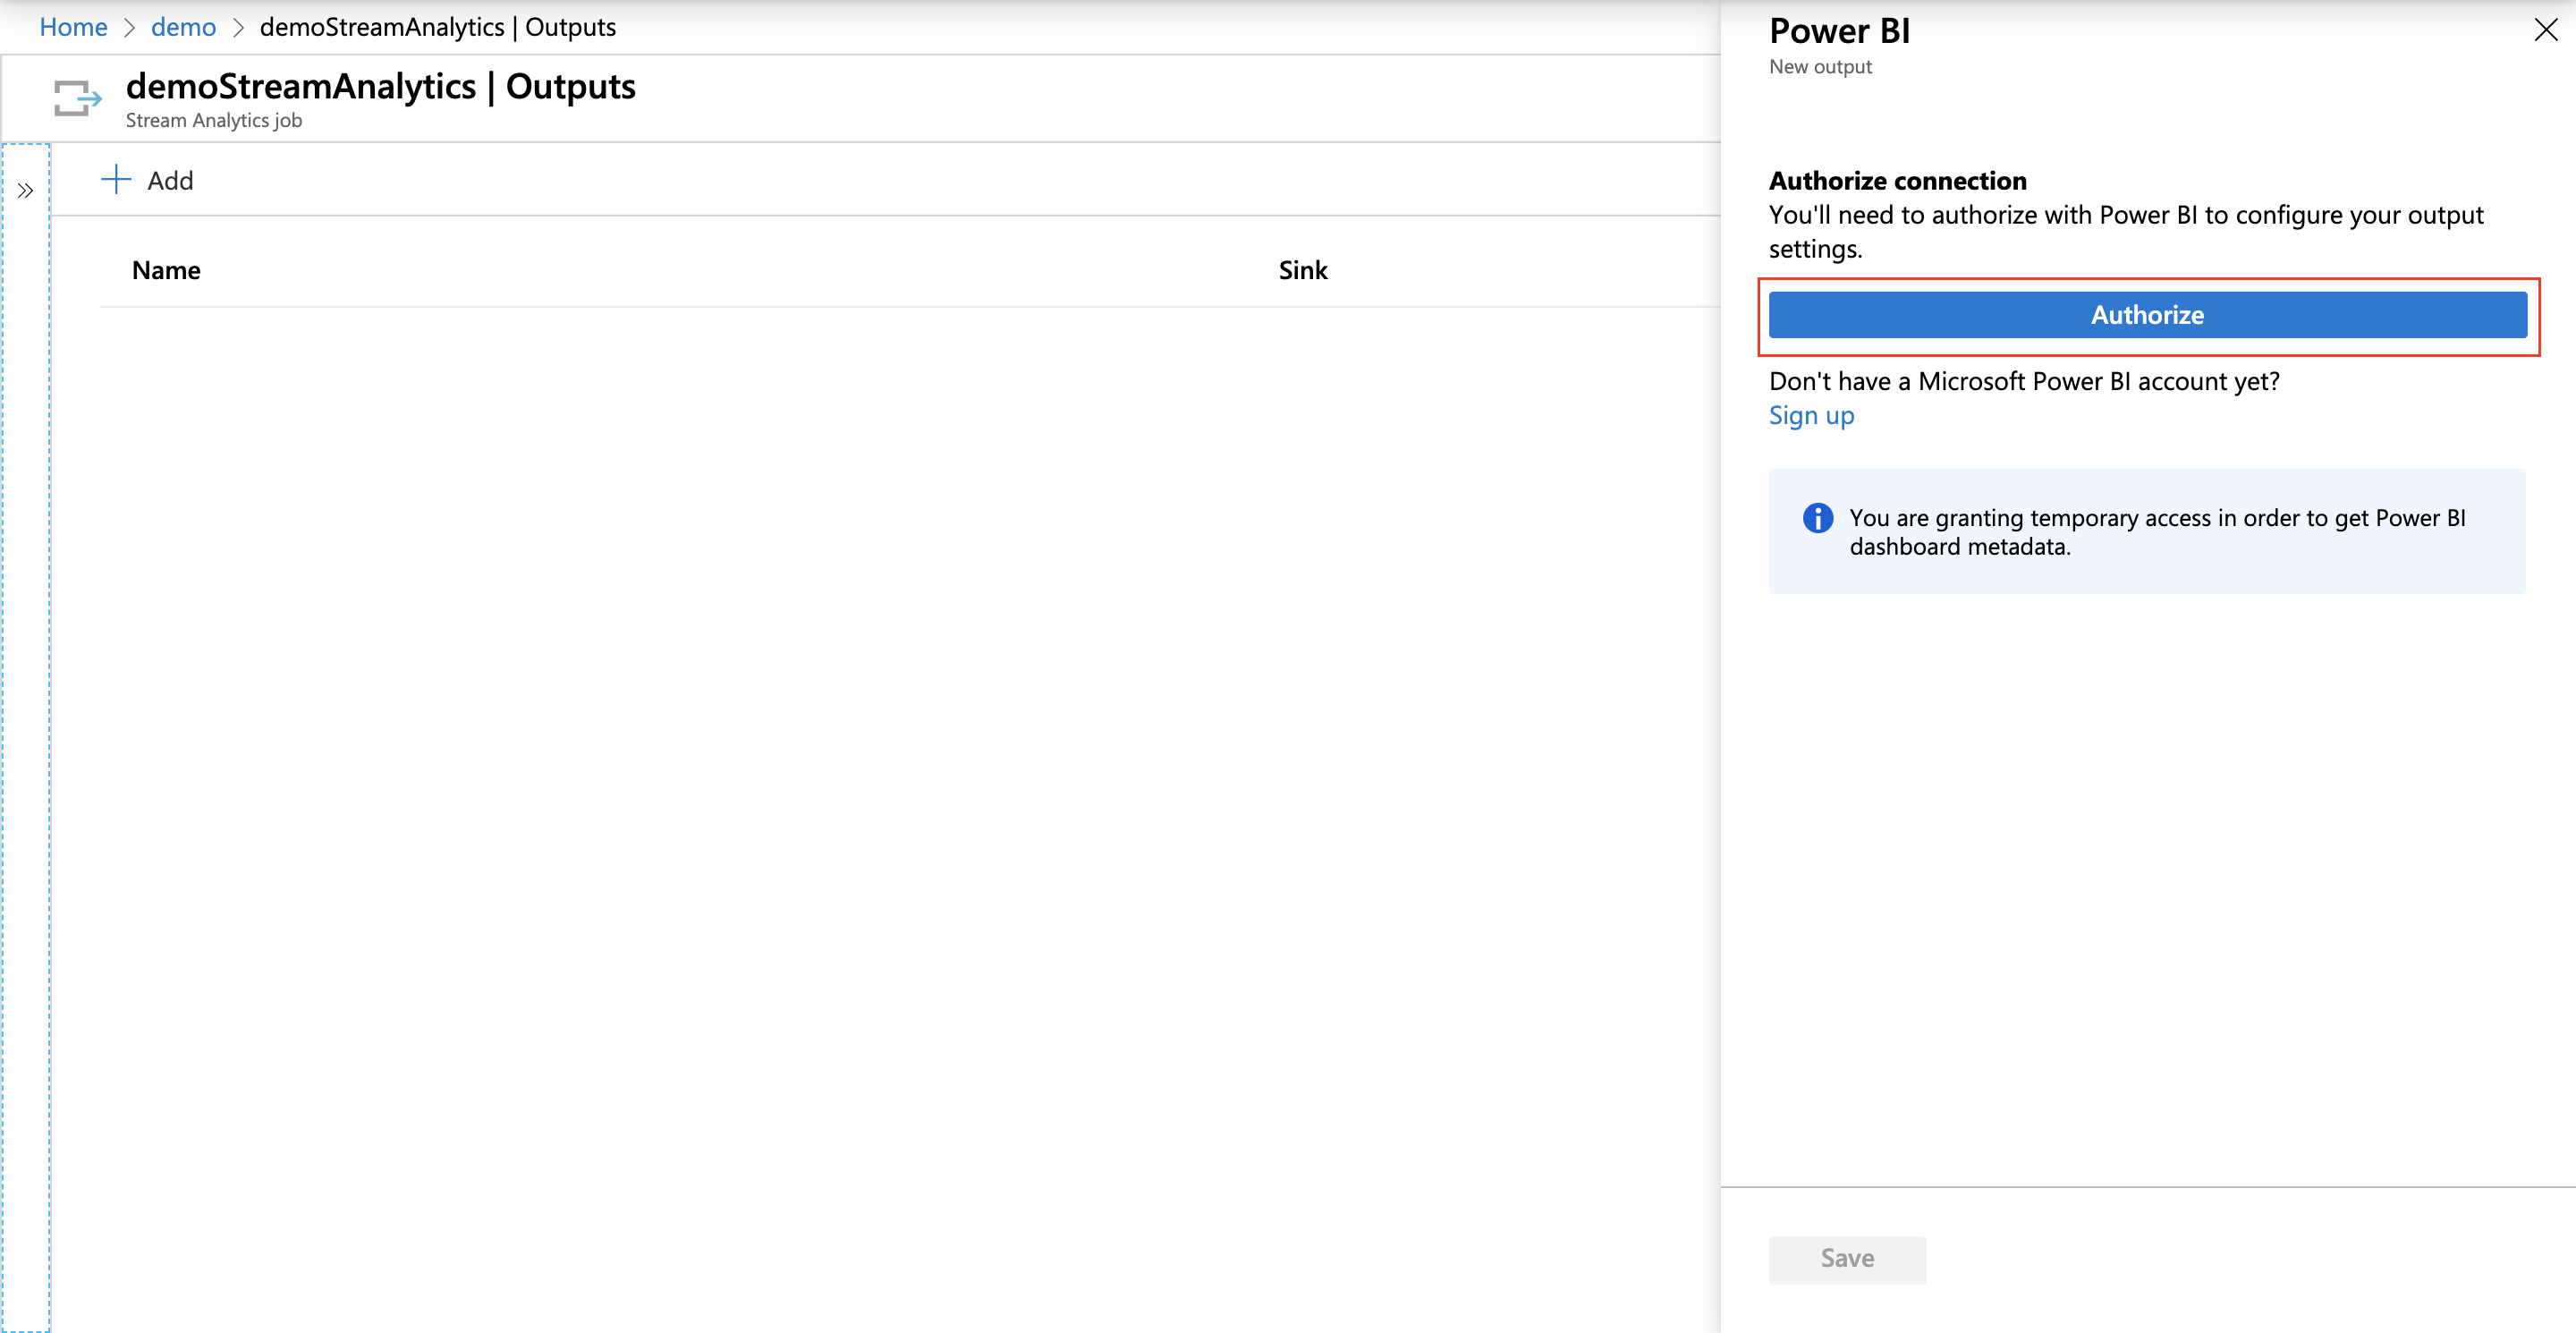 Home > demo > demoStreamAnalytics | Outputs
demoStreamAnalytics | Outputs
Stream Analytics job
Add
Name Sink
Power BI
New output
Authorize connection
You'll need to authorize with Power BI to configure your output
settings.
Authorize
Don't have a Microsoft Power BI account yet?
Sign up
You are granting temporary access in order to get Power BI
dashboard metadata.
Save